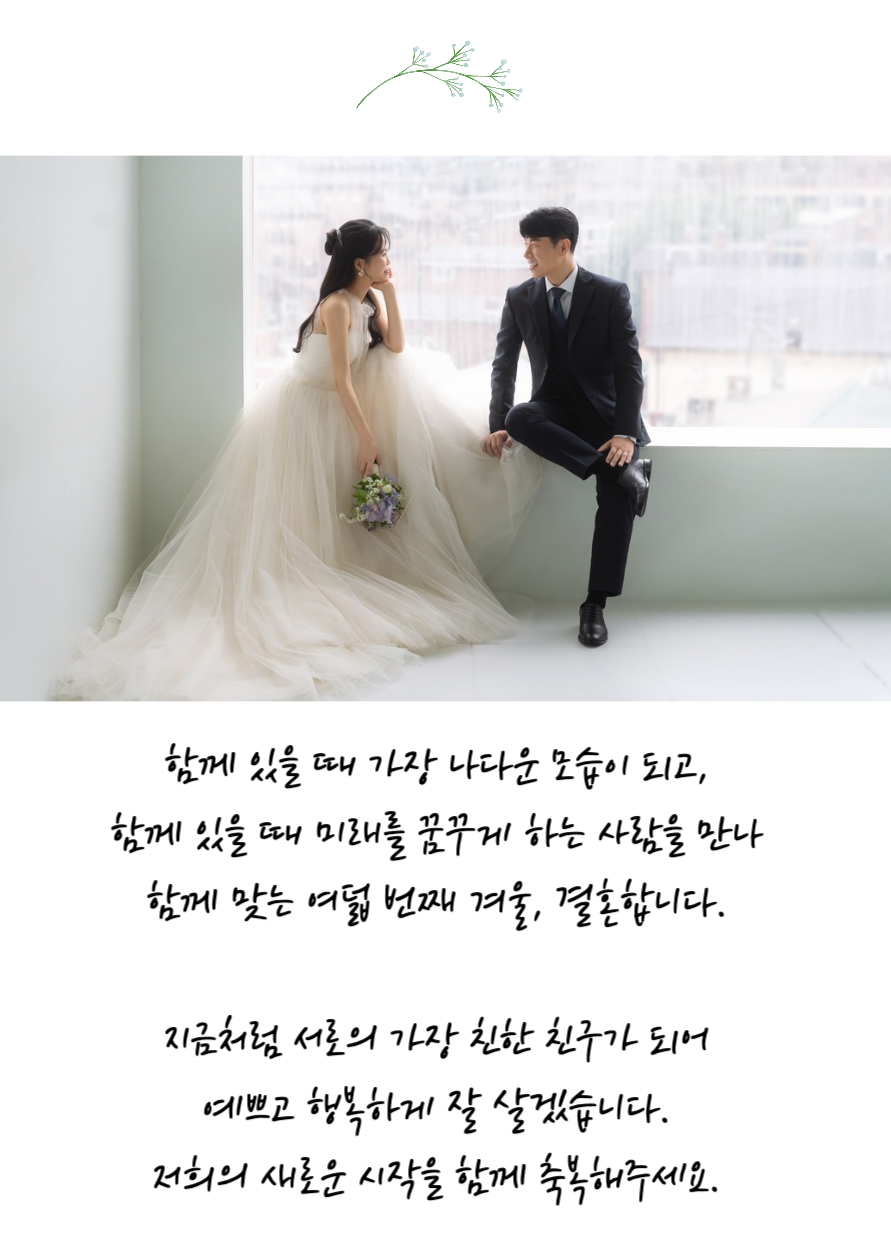 함께 있을 때 가장 나다운 모습이 되고,
함께 있을 때 미래를 꿈꾸게 하는 사람을 만나
함께 맞는 여덟 번째 겨울, 결혼합니다.
지금처럼 서로의 가장 친한 친구가 되어
예쁘고 행복하게 잘 살겠습니다.
저희의 새로운 시작을 함께 축복해주세요.